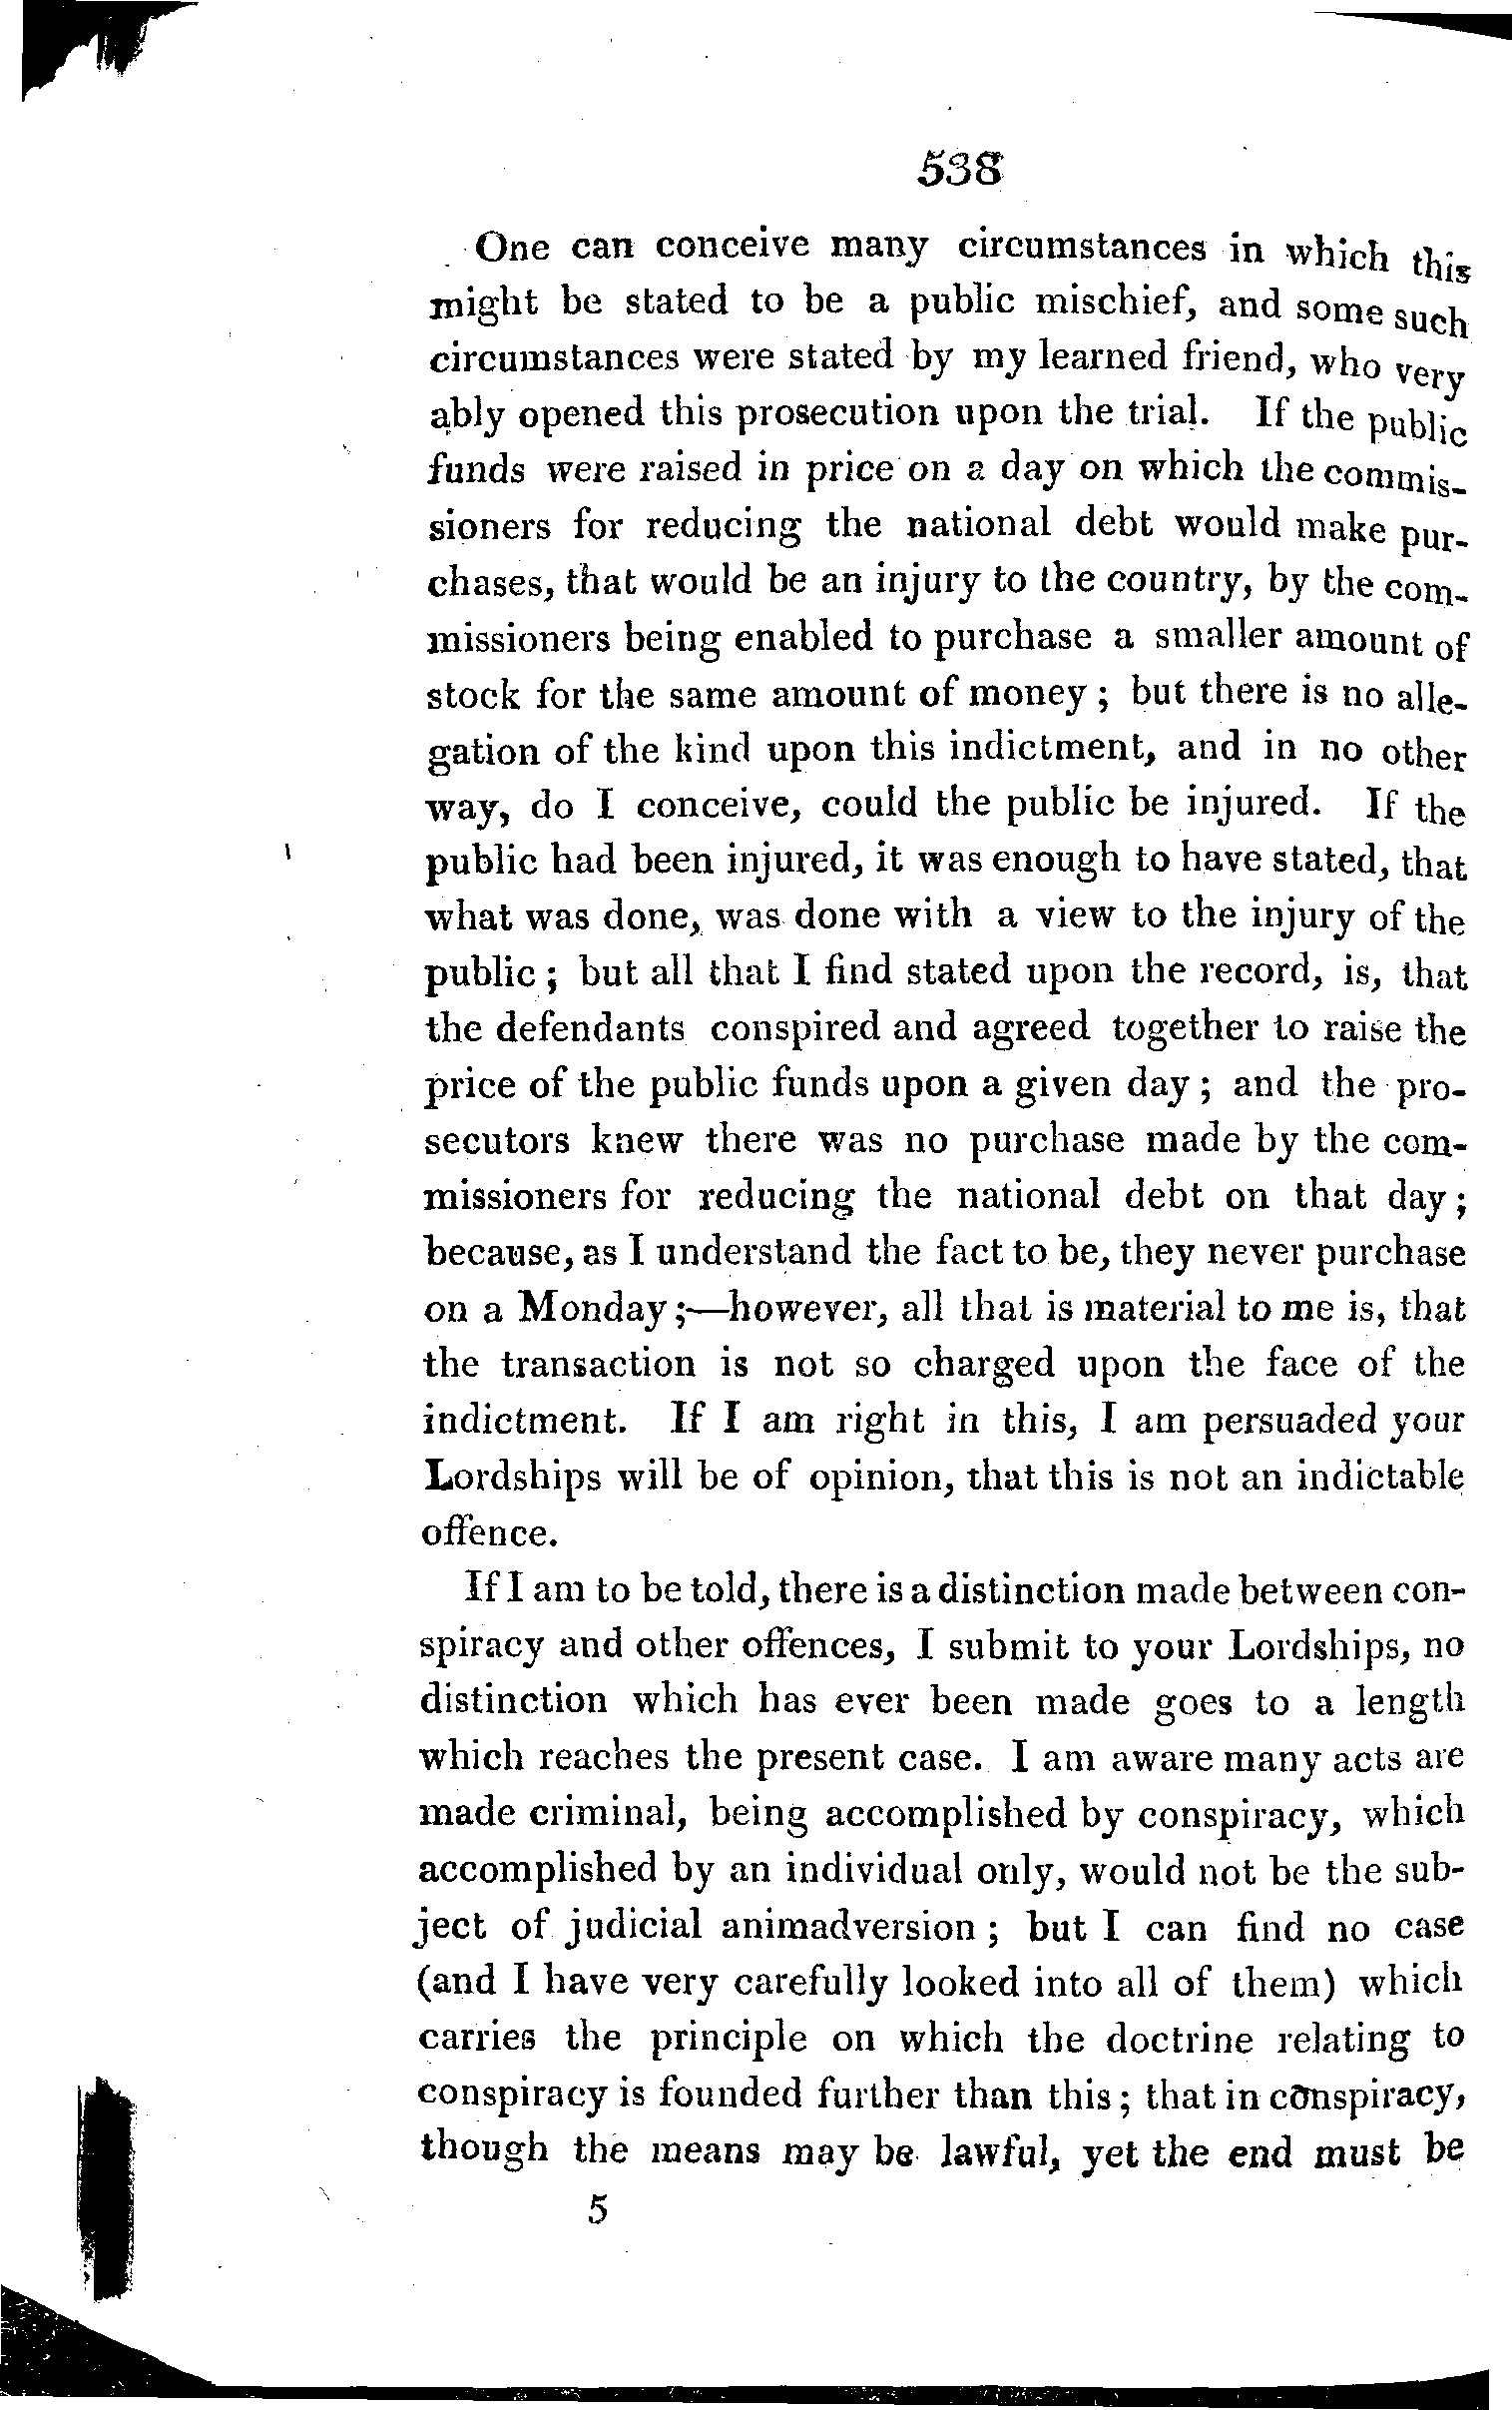 538
One can conceive many circumstances in which this
might be stated to be a public mischief, and some such
circumstances were stated by my learned friend, who very
ably opened this prosecution upon the trial. If the public
funds were raised in price on a day on which the commis-
sioners for reducing the national debt would make pur-
chases, that would be an injury to the country, by the com-
missioners being enabled to purchase a smaller amount of
stock for the same amount of money; but there is no alle-
gation of the kind upon this indictment, and in no other
way, do I conceive, could the public be injured. If the
public had been injured, it was enough to have stated, that
what was done, was done with a view to the injury of the
public; but all that I find stated upon the record, is, that
the defendants conspired and agreed together to raise the
price of the public funds upon a given day; and the pro-
secutors knew there was no purchase made by the com-
missioners for reducing the national debt on that day;
because, as I understand the fact to be, they never purchase
on a Monday;—however, all that is material to me is, that
the transaction is not so charged upon the face of the
indictment. If I am right in this, I am persuaded your
Lordships will be of opinion, that this is not an indictable
offence.
If I am to be told, there is a distinction made between con-
spiracy and other offences, I submit to your Lordships, no
distinction which has ever been made goes to a length
which reaches the present case. I am aware many acts are
made criminal, being accomplished by conspiracy, which
accomplished by an individual only, would not be the sub-
ject of judicial animadversion; but I can find no case
(and I have very carefully looked into all of them) which
carries the principle on which the doctrine relating to
conspiracy is founded further than this; that in conspiracy,
though the means may be lawful, yet the end must be
5